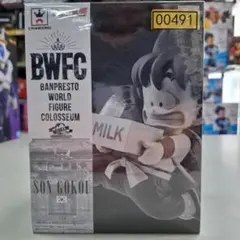 00491
BWFC
BANPRESTO
WORLD
FIGURE
COLOSSEUM
MILK
SON GOKOU